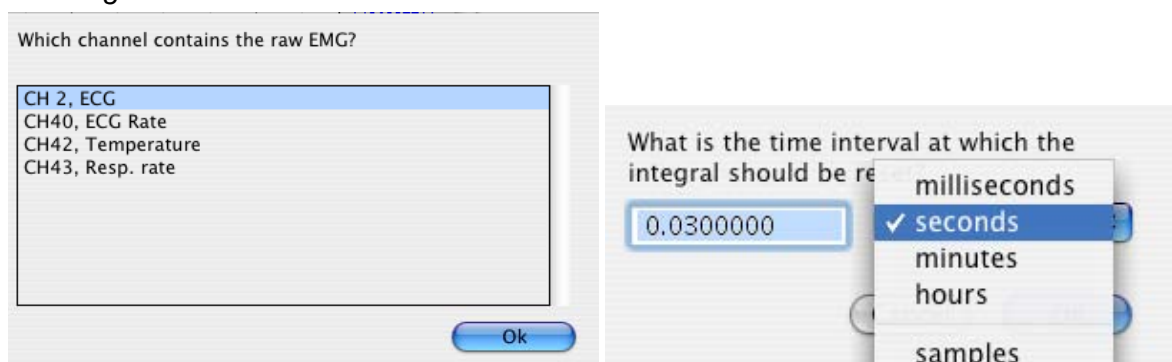 Which channel contains the raw EMG?
CH 2, ECG
CH40, ECG Rate
CH42, Temperature
CH43, Resp. rate
Ok
What is the time interval at which the
integral should be
0.0300000
milliseconds
✓ seconds
minutes
hours
samples